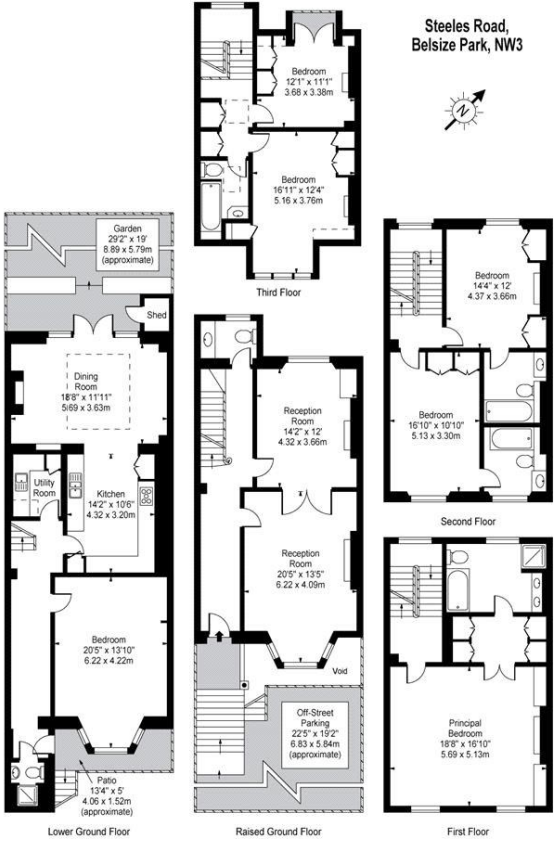 Steeles Road,
Belsize Park, NW3
N
Bedroom
12'1" x 11'1"
3.68 x 3.38m
Bedroom
16'11" x 12'4"
5.16 x 3.76m
Third Floor
Garden
29'2" x 19'
8.89 x 5.79m
(approximate)
Shed
Dining
Room
18'8" x 11'11"
5.69 x 3.63m
Utility
Room
Kitchen
14'2" x 10'6"
4.32 x 3.20m
Bedroom
20'5" x 13'10"
6.22 x 4.22m
Patio
13'4" x 5'
4.06 x 1.52m
(approximate)
Lower Ground Floor
Reception
Room
14'2" x 12'
4.32 x 3.66m
Reception
Room
20'5" x 13'5"
6.22 x 4.09m
Void
Off-Street
Parking
22'5" x 19'2"
6.83 x 5.84m
(approximate)
Raised Ground Floor
Bedroom
14'4" x 12'
4.37 x 3.66m
Bedroom
16'10" x 10'10"
5.13 x 3.30m
Second Floor
Principal
Bedroom
18'8" x 16'10"
5.69 x 5.13m
First Floor